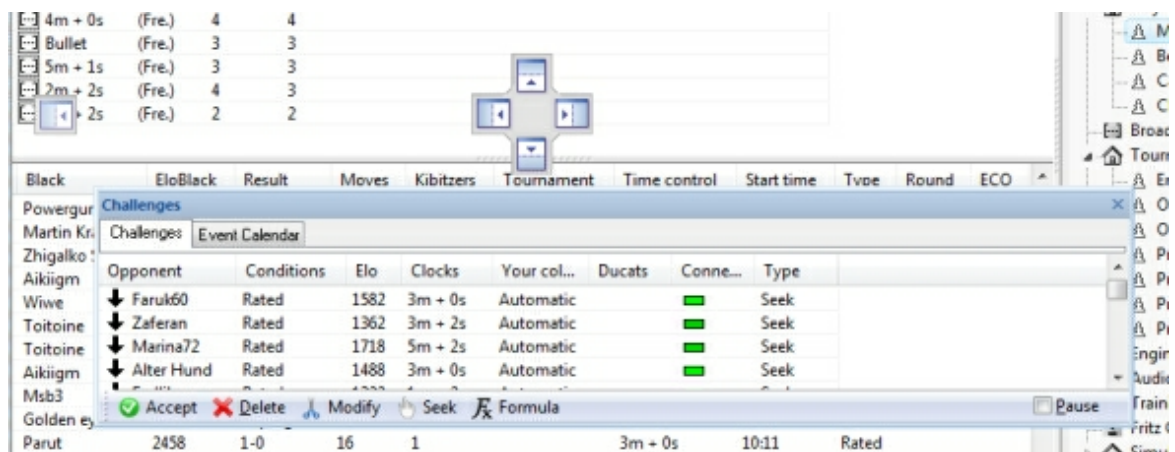 4m + 0s (Fre.) 4 4
Bullet (Fre.) 3 3
5m + 1s (Fre.) 3 3
2m + 2s (Fre.) 4 3
2s (Fre.) 2 2
Broad
Tourn
Black EloBlack Result Moves Kibitzers Tournament Time control Start time Type Round ECO
Powergur
Martin Kr
Zhigalko
Aikiigm
Wiwe
Toitoine
Toitoine
Aikiigm
Msb3
Golden ey
Challenges
Challenges Event Calendar
Opponent Conditions Elo Clocks Your col... Ducats Conne... Type
Faruk60 Rated 1582 3m + 0s Automatic Seek
Zaferan Rated 1362 3m + 2s Automatic Seek
Marina72 Rated 1718 5m + 2s Automatic Seek
Alter Hund Rated 1488 3m + 0s Automatic Seek
Accept Delete Modify Seek Formula Pause
Engin
Audio
Train
Fritz
Parut 2458 1-0 16 1 3m + 0s 10:11 Rated